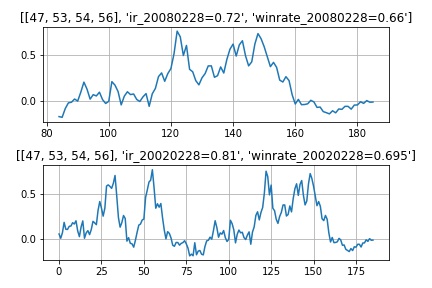 [[47, 53, 54, 56], 'ir_20080228=0.72', 'winrate_20080228=0.66']
0.5
0.0
80 100 120 140 160 180
[[47, 53, 54, 56], 'ir_20020228=0.81', 'winrate_20020228=0.695']
0.5
0.0
0 25 50 75 100 125 150 175